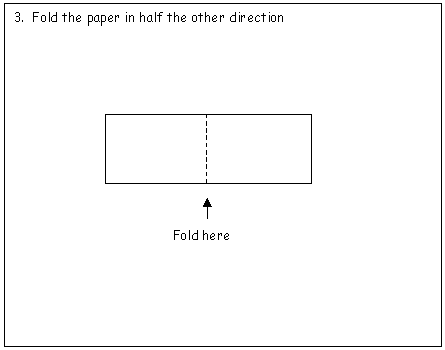 3. Fold the paper in half the other direction
Fold here